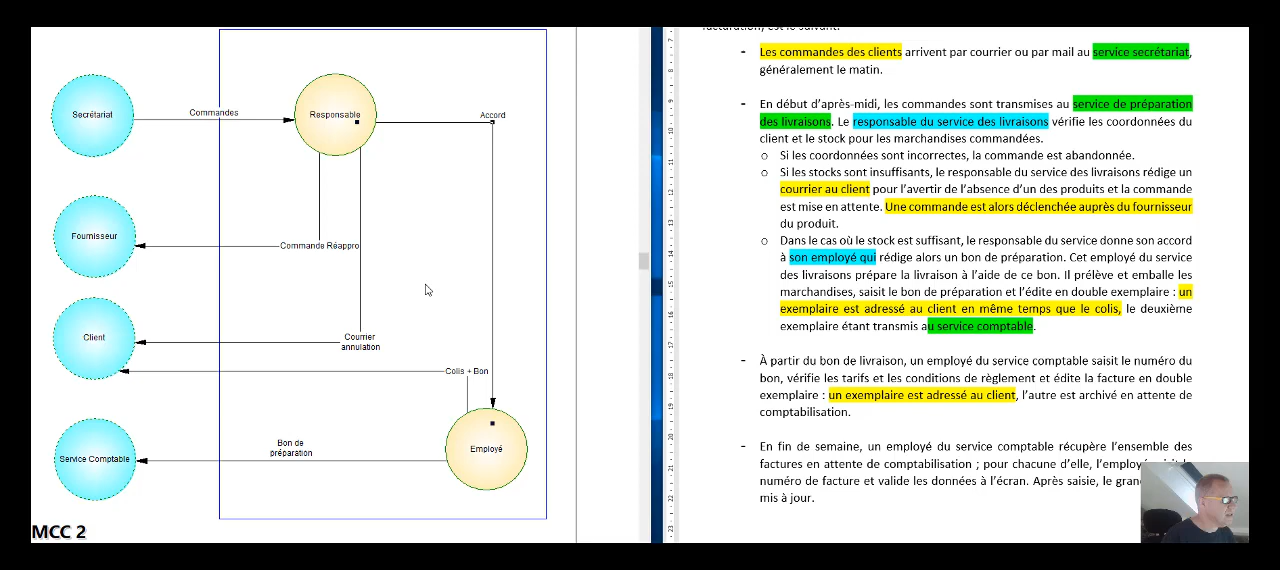 Secrétariat
Commandes
Responsable
Accord
Fournisseur
Commande Réappro
Client
Courrier
annulation
Colis + Bon
Employé
Service Comptable
Bon de
préparation
MCC 2
- Les commandes des clients arrivent par courrier ou par mail au service secrétariat,
généralement le matin.
- En début d’après-midi, les commandes sont transmises au service de préparation
des livraisons. Le responsable du service des livraisons vérifie les coordonnées du
client et le stock pour les marchandises commandées.
o Si les coordonnées sont incorrectes, la commande est abandonnée.
o Si les stocks sont insuffisants, le responsable du service des livraisons rédige un
courrier au client pour l’avertir de l’absence d’un des produits et la commande
est mise en attente. Une commande est alors déclenchée auprès du fournisseur
du produit.
o Dans le cas où le stock est suffisant, le responsable du service donne son accord
à son employé qui rédige alors un bon de préparation. Cet employé du service
des livraisons prépare la livraison à l’aide de ce bon. Il prélève et emballe les
marchandises, saisit le bon de préparation et l’édite en double exemplaire : un
exemplaire est adressé au client en même temps que le colis, le deuxième
exemplaire étant transmis au service comptable.
- À partir du bon de livraison, un employé du service comptable saisit le numéro du
bon, vérifie les tarifs et les conditions de règlement et édite la facture en double
exemplaire : un exemplaire est adressé au client, l’autre est archivé en attente de
comptabilisation.
- En fin de semaine, un employé du service comptable récupère l’ensemble des
factures en attente de comptabilisation ; pour chacune d’elle, l’employé
numéro de facture et valide les données à l’écran. Après saisie, le
mis à jour.